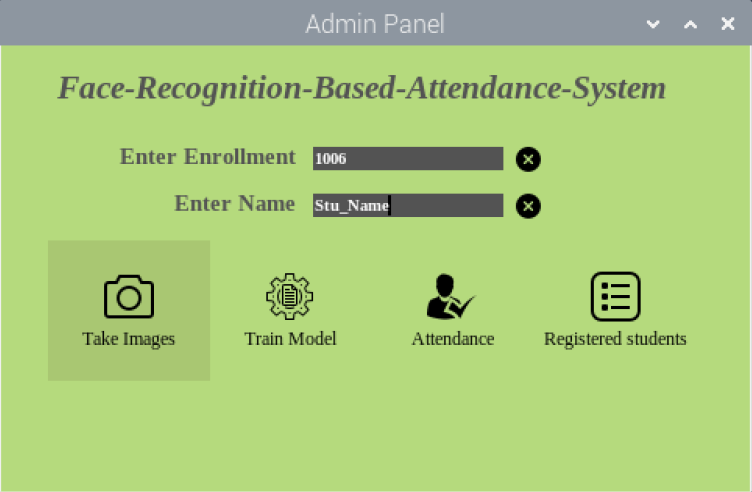 Admin Panel
Face-Recognition-Based-Attendance-System
Enter Enrollment 1006
Enter Name Stu_Name
Take Images Train Model Attendance Registered students